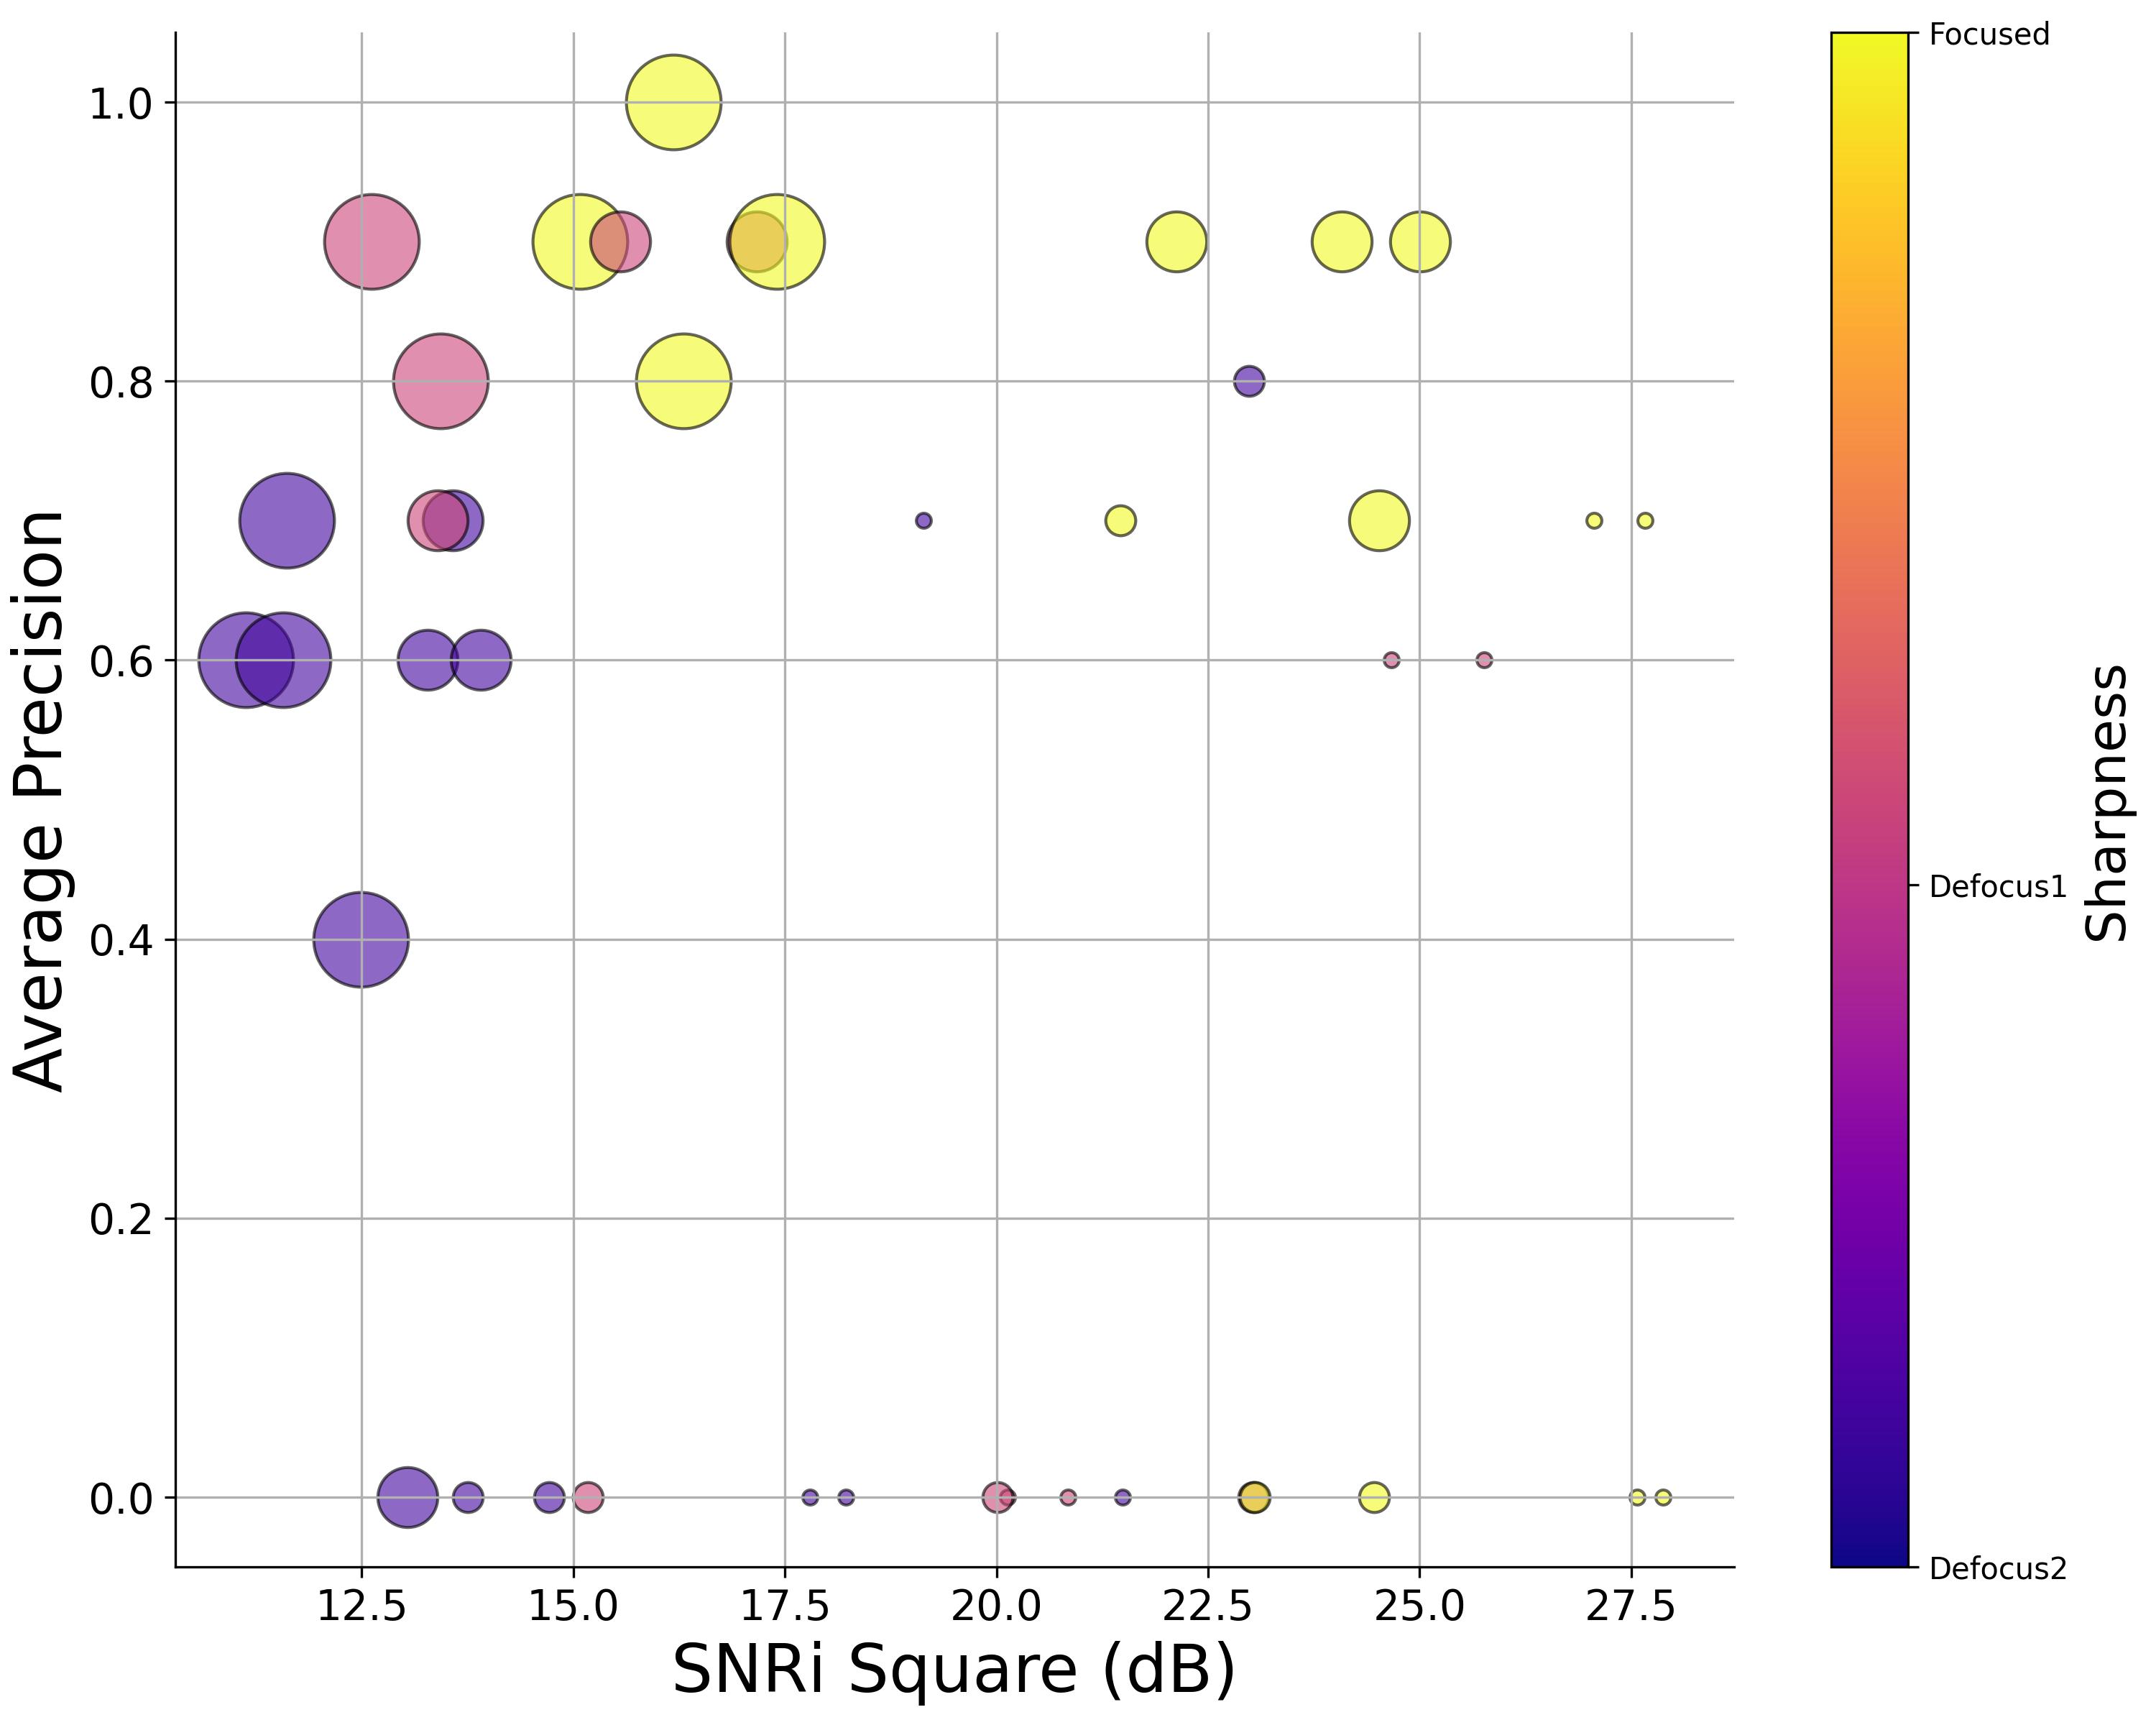 Average Precision
1.0
0.8
0.6
0.4
0.2
0.0
12.5 15.0 17.5 20.0 22.5 25.0 27.5
SNRi Square (dB)
Focused
Defocus1
Defocus2
Sharpness